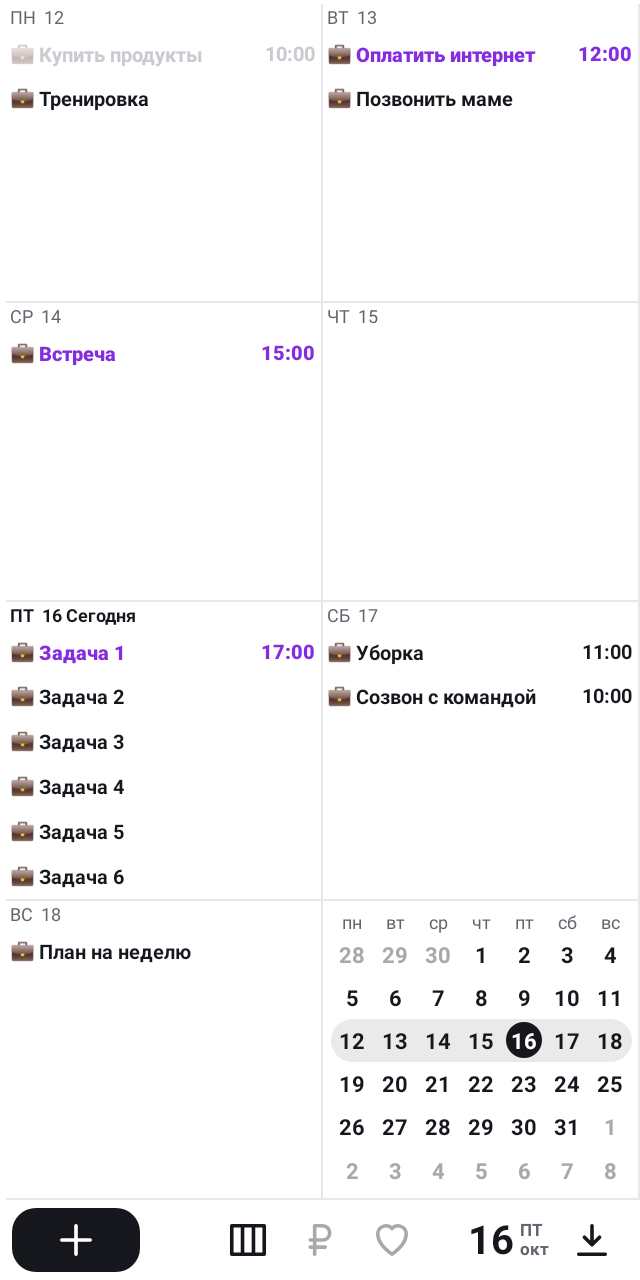 ПН 12
Купить продукты 10:00
Тренировка
ВТ 13
Оплатить интернет 12:00
Позвонить маме
СР 14
Встреча 15:00
ЧТ 15
ПТ 16 Сегодня
Задача 1 17:00
Задача 2
Задача 3
Задача 4
Задача 5
Задача 6
СБ 17
Уборка 11:00
Созвон с командой 10:00
ВС 18
План на неделю
пн вт ср чт пт сб вс
28 29 30 1 2 3 4
5 6 7 8 9 10 11
12 13 14 15 16 17 18
19 20 21 22 23 24 25
26 27 28 29 30 31 1
2 3 4 5 6 7 8
₽
16 ПТ
окт